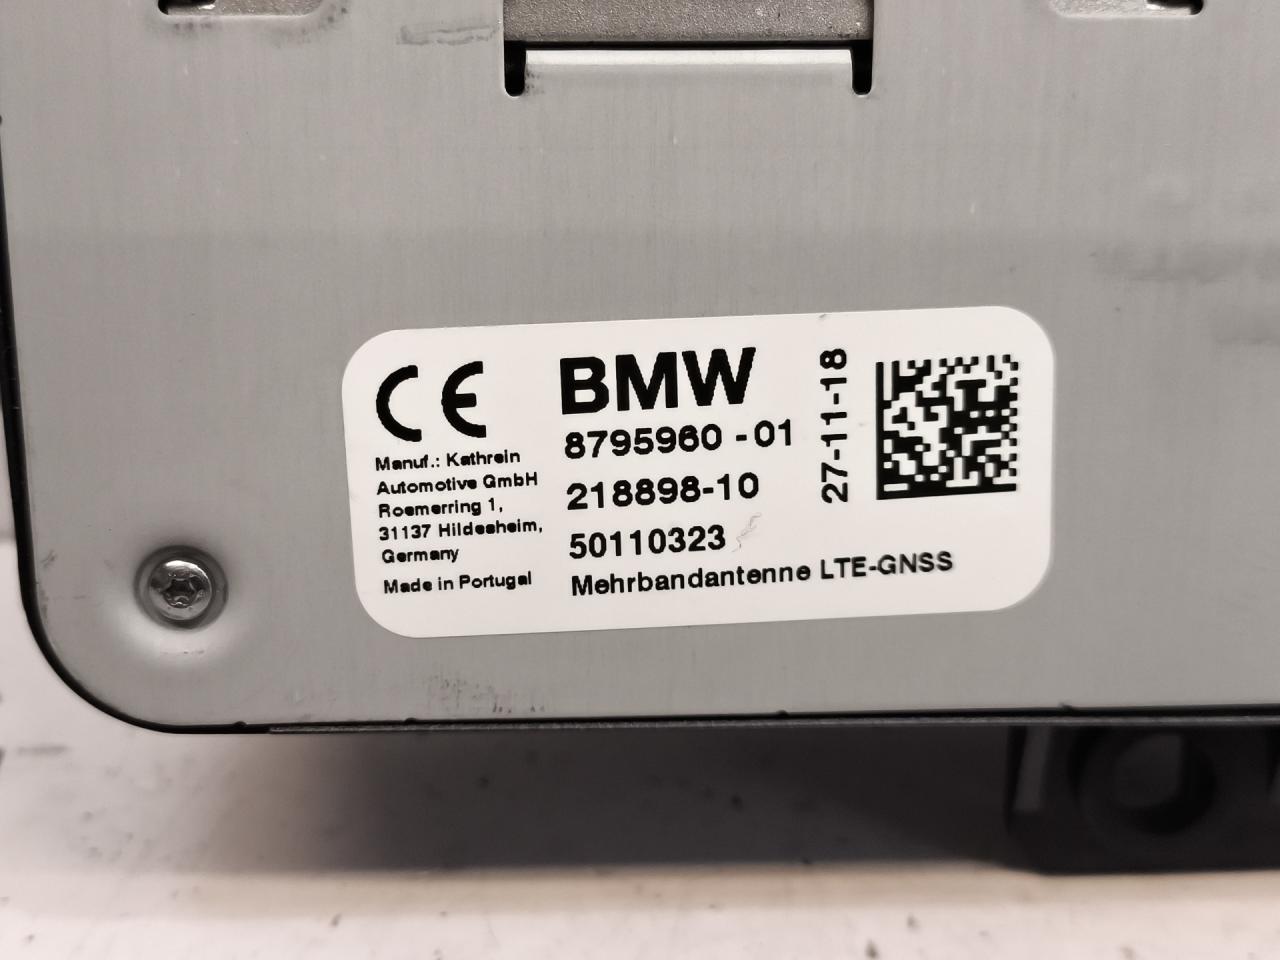 CE
Manuf.: Kathrein
Automotive GmbH
Roemerring 1,
31137 Hildesheim,
Germany
Made in Portugal
BMW
8795960-01
218898-10
50110323
Mehrbandantenne LTE-GNSS
27-11-18